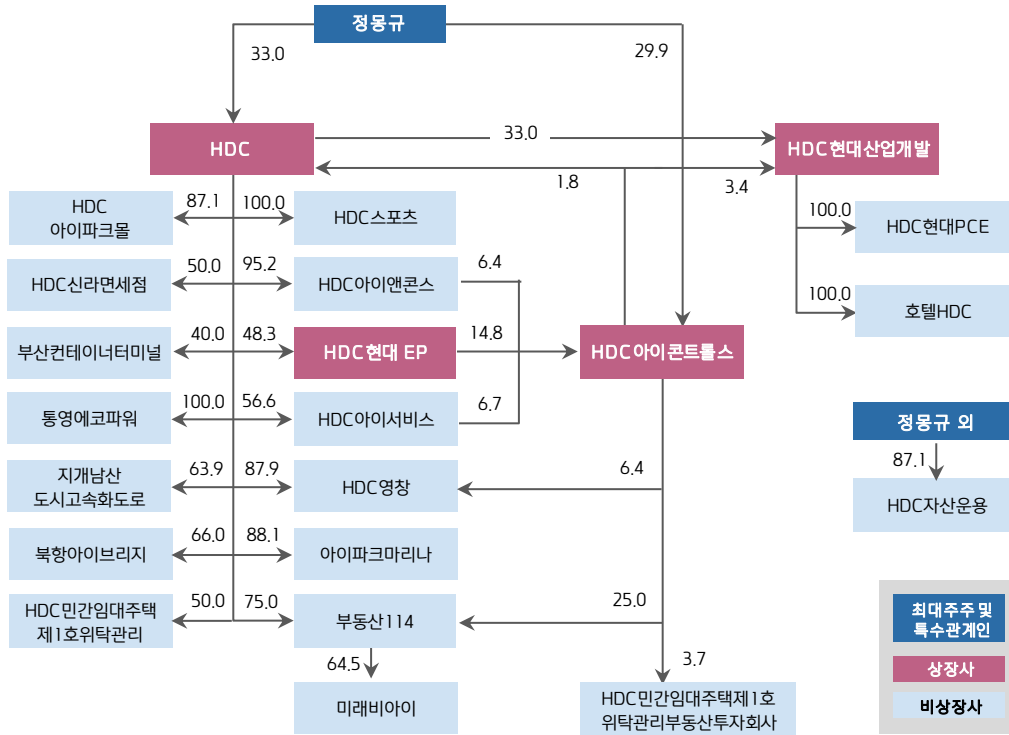 정몽규
33.0
29.9
HDC
33.0
HDC현대산업개발
1.8
3.4
HDC
아이파크몰
87.1
100.0
HDC스포츠
100.0
HDC현대PCE
HDC신라면세점
50.0
95.2
HDC아이앤콘스
6.4
100.0
호텔HDC
부산컨테이너터미널
40.0
48.3
HDC현대 EP
14.8
HDC아이콘트롤스
통영에코파워
100.0
56.6
HDC아이서비스
6.7
정몽규 외
87.1
HDC자산운용
지개남산
도시고속화도로
63.9
87.9
HDC영창
6.4
북항아이브리지
66.0
88.1
아이파크마리나
HDC민간임대주택
제1호위탁관리
50.0
75.0
부동산114
25.0
64.5
미래비아이
3.7
HDC민간임대주택제1호
위탁관리부동산투자회사
최대주주 및
특수관계인
상장사
비상장사